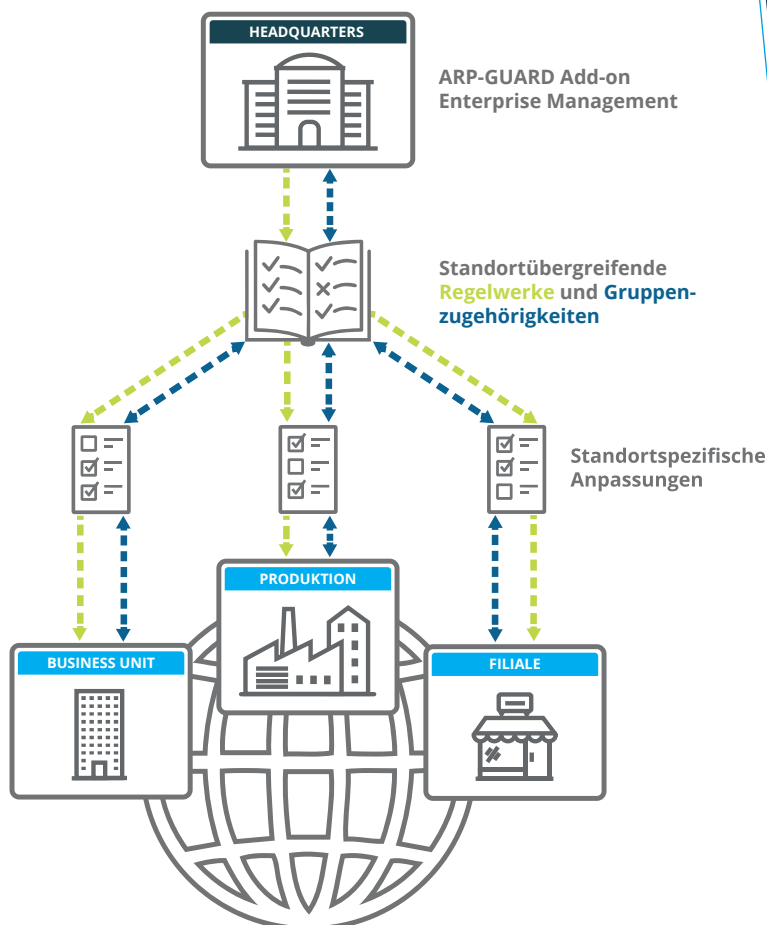 HEADQUARTERS
ARP-GUARD Add-on
Enterprise Management
Standortübergreifende
Regelwerke und Gruppen-
zugehörigkeiten
Standortspezifische
Anpassungen
PRODUKTION
BUSINESS UNIT
FILIALE